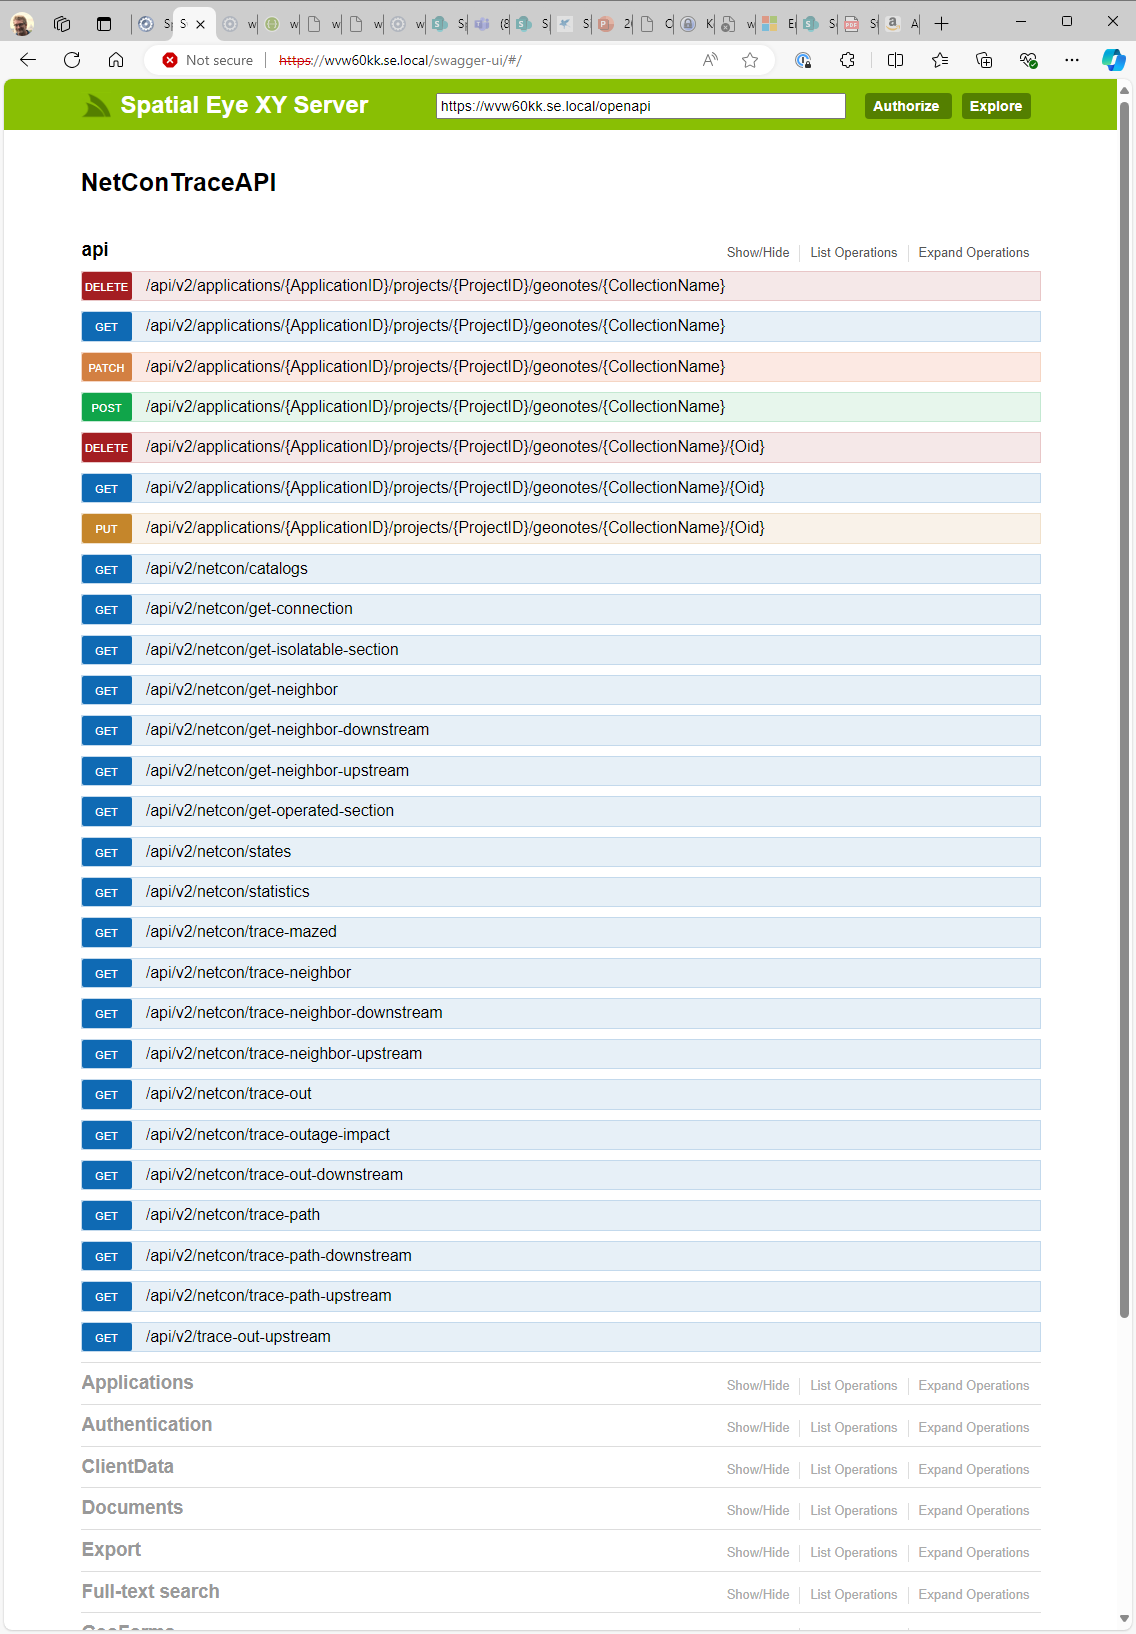 Not secure https://wvw60kk.se.local/swagger-ui/#/
Spatial Eye XY Server https://wvw60kk.se.local/openapi Authorize Explore
NetConTraceAPI
api Show/Hide List Operations Expand Operations
DELETE /api/v2/applications/{ApplicationID}/projects/{ProjectID}/geonotes/{CollectionName}
GET /api/v2/applications/{ApplicationID}/projects/{ProjectID}/geonotes/{CollectionName}
PATCH /api/v2/applications/{ApplicationID}/projects/{ProjectID}/geonotes/{CollectionName}
POST /api/v2/applications/{ApplicationID}/projects/{ProjectID}/geonotes/{CollectionName}
DELETE /api/v2/applications/{ApplicationID}/projects/{ProjectID}/geonotes/{CollectionName}/{Oid}
GET /api/v2/applications/{ApplicationID}/projects/{ProjectID}/geonotes/{CollectionName}/{Oid}
PUT /api/v2/applications/{ApplicationID}/projects/{ProjectID}/geonotes/{CollectionName}/{Oid}
GET /api/v2/netcon/catalogs
GET /api/v2/netcon/get-connection
GET /api/v2/netcon/get-isolatable-section
GET /api/v2/netcon/get-neighbor
GET /api/v2/netcon/get-neighbor-downstream
GET /api/v2/netcon/get-neighbor-upstream
GET /api/v2/netcon/get-operated-section
GET /api/v2/netcon/states
GET /api/v2/netcon/statistics
GET /api/v2/netcon/trace-mazed
GET /api/v2/netcon/trace-neighbor
GET /api/v2/netcon/trace-neighbor-downstream
GET /api/v2/netcon/trace-neighbor-upstream
GET /api/v2/netcon/trace-out
GET /api/v2/netcon/trace-outage-impact
GET /api/v2/netcon/trace-out-downstream
GET /api/v2/netcon/trace-path
GET /api/v2/netcon/trace-path-downstream
GET /api/v2/netcon/trace-path-upstream
GET /api/v2/trace-out-upstream
Applications Show/Hide List Operations Expand Operations
Authentication Show/Hide List Operations Expand Operations
ClientData Show/Hide List Operations Expand Operations
Documents Show/Hide List Operations Expand Operations
Export Show/Hide List Operations Expand Operations
Full-text search Show/Hide List Operations Expand Operations